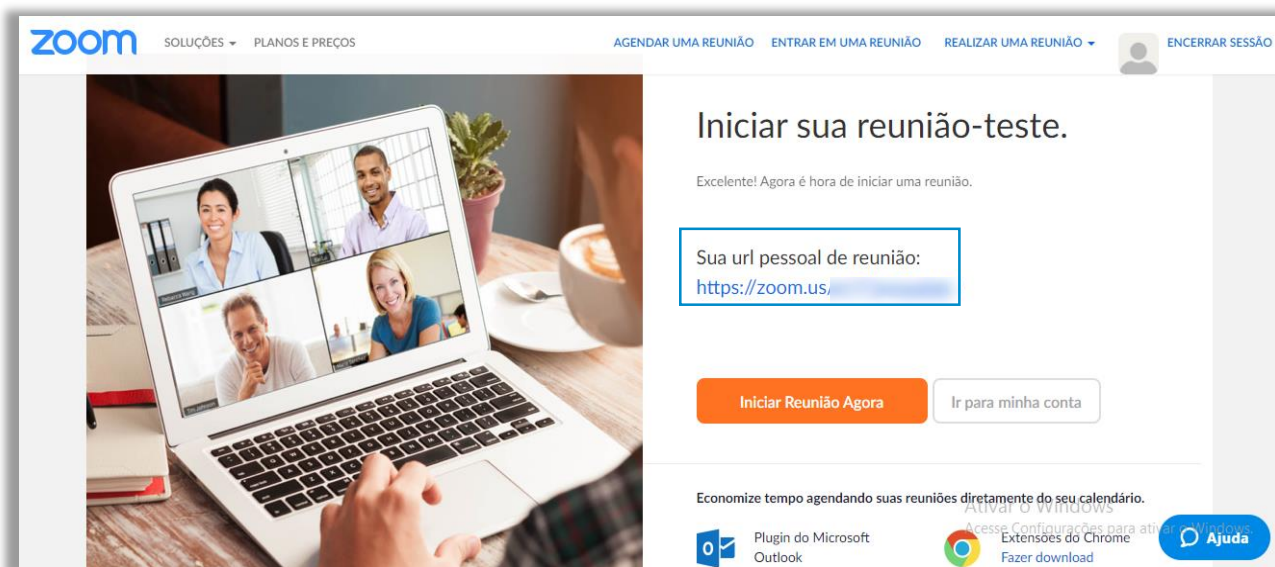 zoom
SOLUÇÕES PLANOS E PREÇOS AGENDAR UMA REUNIÃO ENTRAR EM UMA REUNIÃO REALIZAR UMA REUNIÃO ENCERRAR SESSÃO
Iniciar sua reunião-teste.
Excelente! Agora é hora de iniciar uma reunião.
Sua url pessoal de reunião:
https://zoom.us/
Iniciar Reunião Agora Ir para minha conta
Economize tempo agendando suas reuniões diretamente do seu calendário.
Ativar o Windows
Acesse Configurações para ativar o Windows.
Plugin do Microsoft
Outlook
Extensões do Chrome
Fazer download
Ajuda